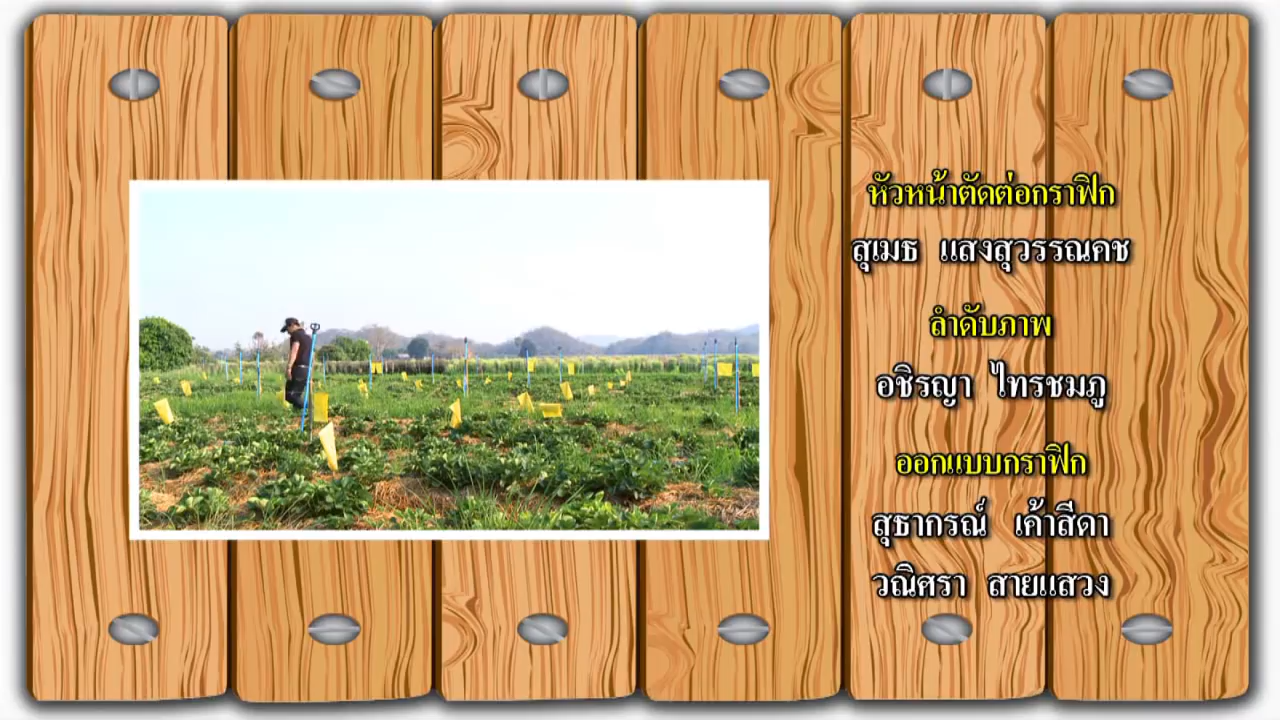 หัวหน้าตัดต่อกราฟิก
สุเมธ แสงสุวรรณคช
ลำดับภาพ
อชิรญา ไทรชมภู
ออกแบบกราฟิก
สุธากรณ์ เค้าสีดา
วณิศรา สายแสวง